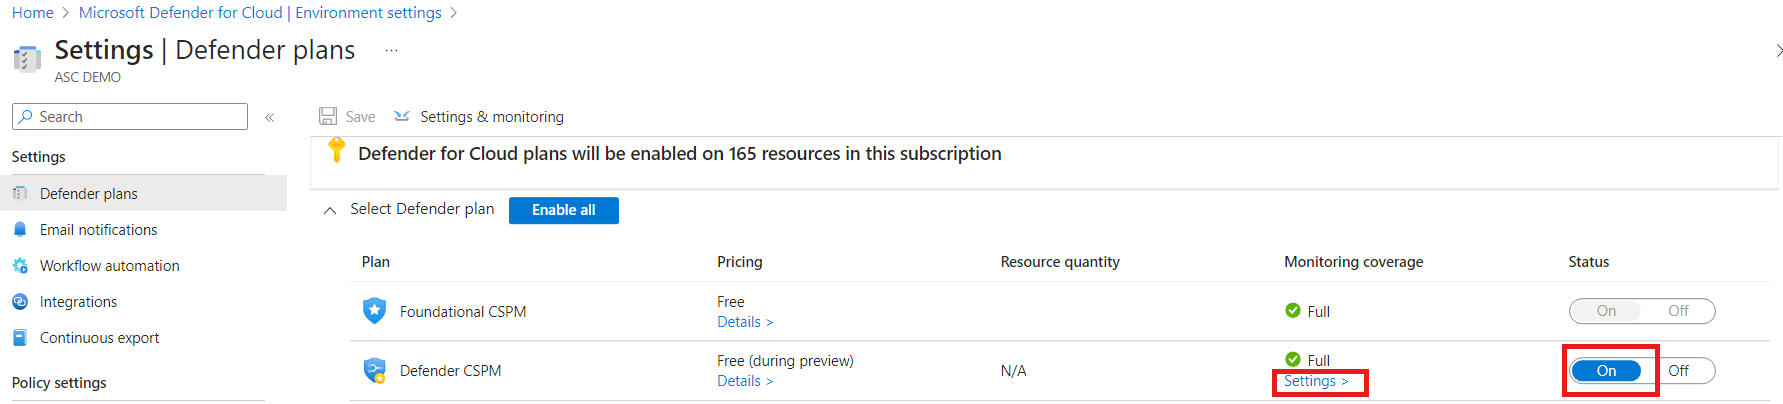 Home > Microsoft Defender for Cloud | Environment settings >
Settings | Defender plans ...
ASC DEMO
Search «
Save Settings & monitoring
Settings
Defender for Cloud plans will be enabled on 165 resources in this subscription
Defender plans
Select Defender plan Enable all
Email notifications
Workflow automation
Plan Pricing Resource quantity Monitoring coverage Status
Integrations
Foundational CSPM Free Full On Off
Details >
Continuous export
Defender CSPM Free (during preview) N/A Full On Off
Details > Settings >
Policy settings